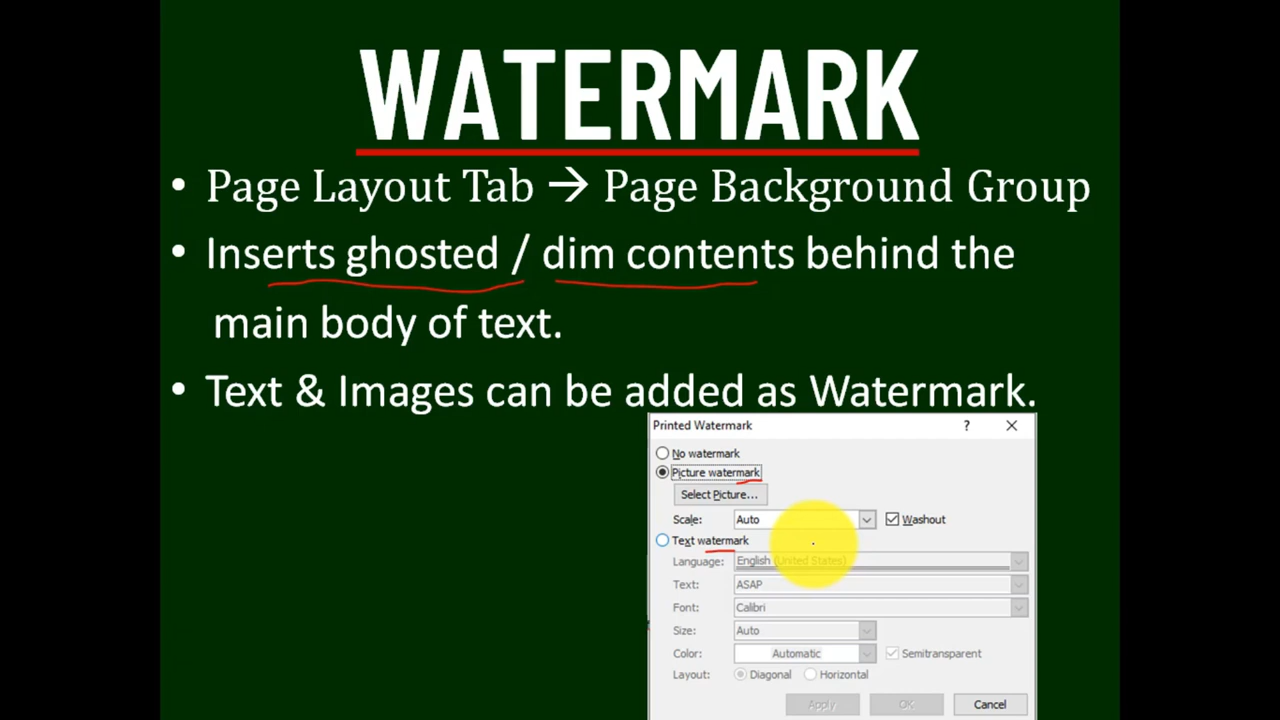 WATERMARK
• Page Layout Tab → Page Background Group
• Inserts ghosted / dim contents behind the
main body of text.
• Text & Images can be added as Watermark.
Printed Watermark ? ✕
No watermark
Picture watermark
Select Picture...
Scale: Auto Washout
Text watermark
Language: English (United States)
Text: ASAP
Font: Calibri
Size: Auto
Color: Automatic Semitransparent
Layout: Diagonal Horizontal
Apply OK Cancel